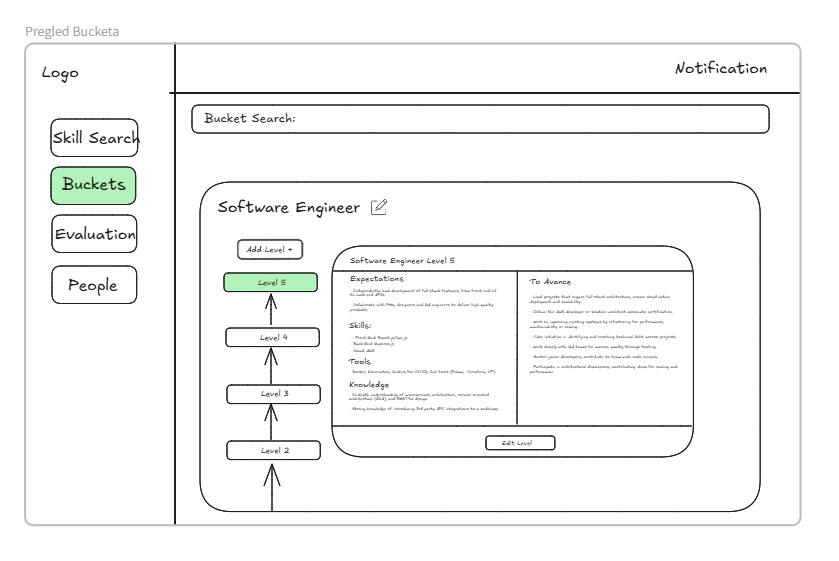 Pregled Bucketa
Logo
Notification
Skill Search
Buckets
Evaluation
People
Bucket Search:
Software Engineer
Add Level +
Level 5
Level 4
Level 3
Level 2
Software Engineer Level 5
Expectations
- Independently lead development of full-stack features, from front-end UI
to back-end APIs.
- Collaborate with PMs, designers and QA engineers to deliver high quality
products.
Skills:
- Front-End: React.js/Vue.js
- Back-End: Express.js
- Cloud: AWS
Tools
- Docker, Kubernetes, Jenkins for CI/CD, IaC tools (Pulumi, Terraform, CF).
Knowledge
- In-depth understanding of microservices architecture, service-oriented
architecture (SOA), and RESTful design.
- Strong knowledge of introducing 3rd party API integrations to a codebase.
To Avance
- Lead projects that require full-stack architecture, ensure cloud-native
deployment and scalability.
- Obtain the AWS developer or solution architect associate certification.
- Work on improving existing systems by refactoring for performance,
maintainability or scaling.
- Take initiative in identifying and resolving technical debt across projects.
- Work closely with QA teams to improve quality through testing.
- Mentor junior developers, contribute to team-wide code reviews.
- Participate in architectural discussions, contributing ideas for scaling and
performance
Edit Level